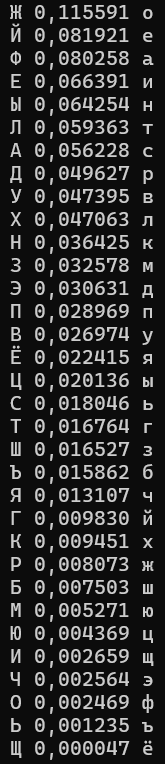 Ж 0,115591 о
Й 0,081921 е
Ф 0,080258 а
Е 0,066391 и
Ы 0,064254 н
Л 0,059363 т
А 0,056228 с
Д 0,049627 р
У 0,047395 в
Х 0,047063 л
Н 0,036425 к
З 0,032578 м
Э 0,030631 д
П 0,028969 п
В 0,026974 у
Ё 0,022415 я
Ц 0,020136 ы
С 0,018046 ь
Т 0,016764 г
Ш 0,016527 з
Ъ 0,015862 б
Я 0,013107 ч
Г 0,009830 й
К 0,009451 х
Р 0,008073 ж
Б 0,007503 ш
М 0,005271 ю
Ю 0,004369 ц
И 0,002659 щ
Ч 0,002564 э
О 0,002469 ф
Ь 0,001235 ъ
Щ 0,000047 ё